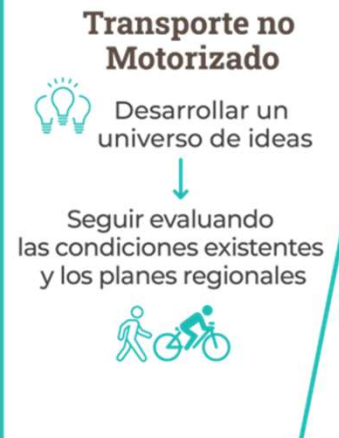 Transporte no
Motorizado
Desarrollar un
universo de ideas
Seguir evaluando
las condiciones existentes
y los planes regionales